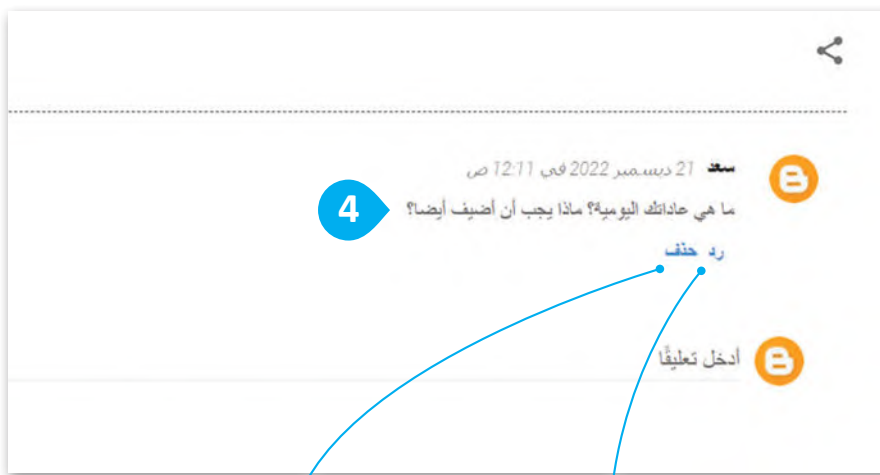 سعد 21 ديسمبر 2022 في 12:11 ص
ما هي عاداتك اليومية؟ ماذا يجب أن أضيف أيضا؟
4
رد حذف
أدخل تعليقًا